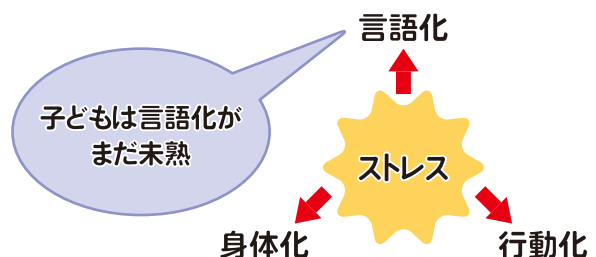 言語化
子どもは言語化が
まだ未熟
ストレス
身体化
行動化